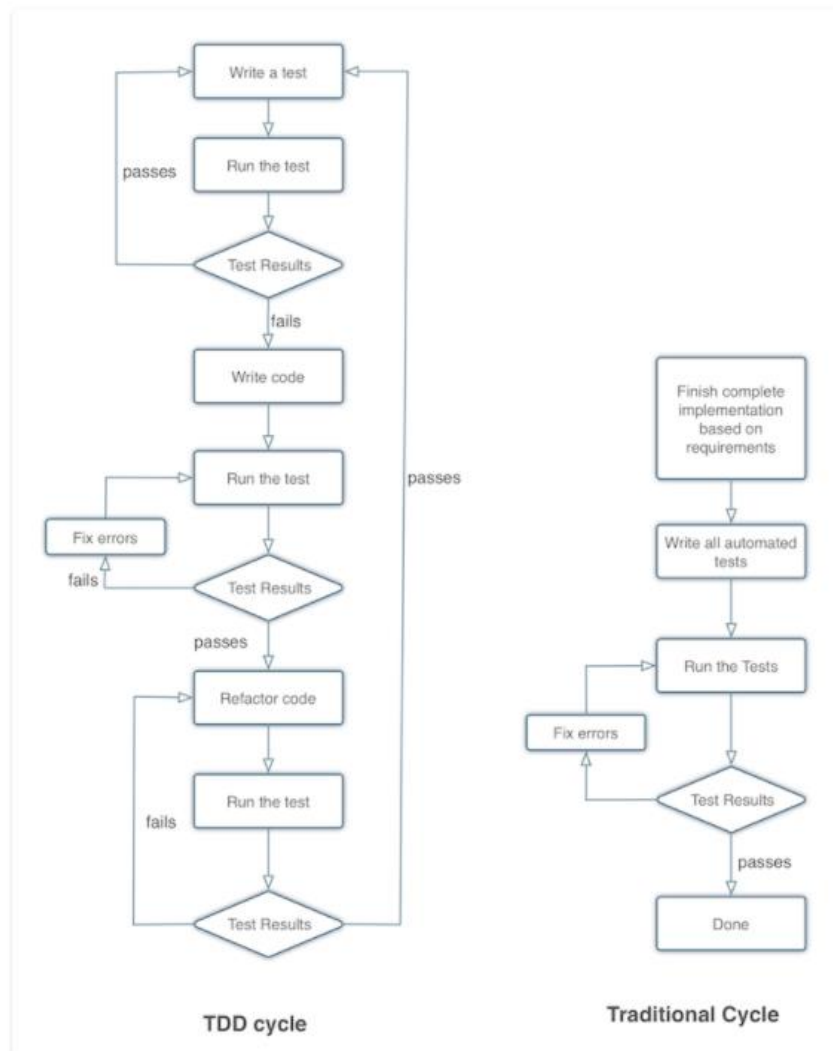 Write a test
Run the test
passes
Test Results
fails
Write code
Run the test
Fix errors
fails
Test Results
passes
Refactor code
Run the test
fails
Test Results
passes
TDD cycle
Finish complete
implementation
based on
requirements
Write all automated
tests
Run the Tests
Fix errors
Test Results
passes
Done
Traditional Cycle